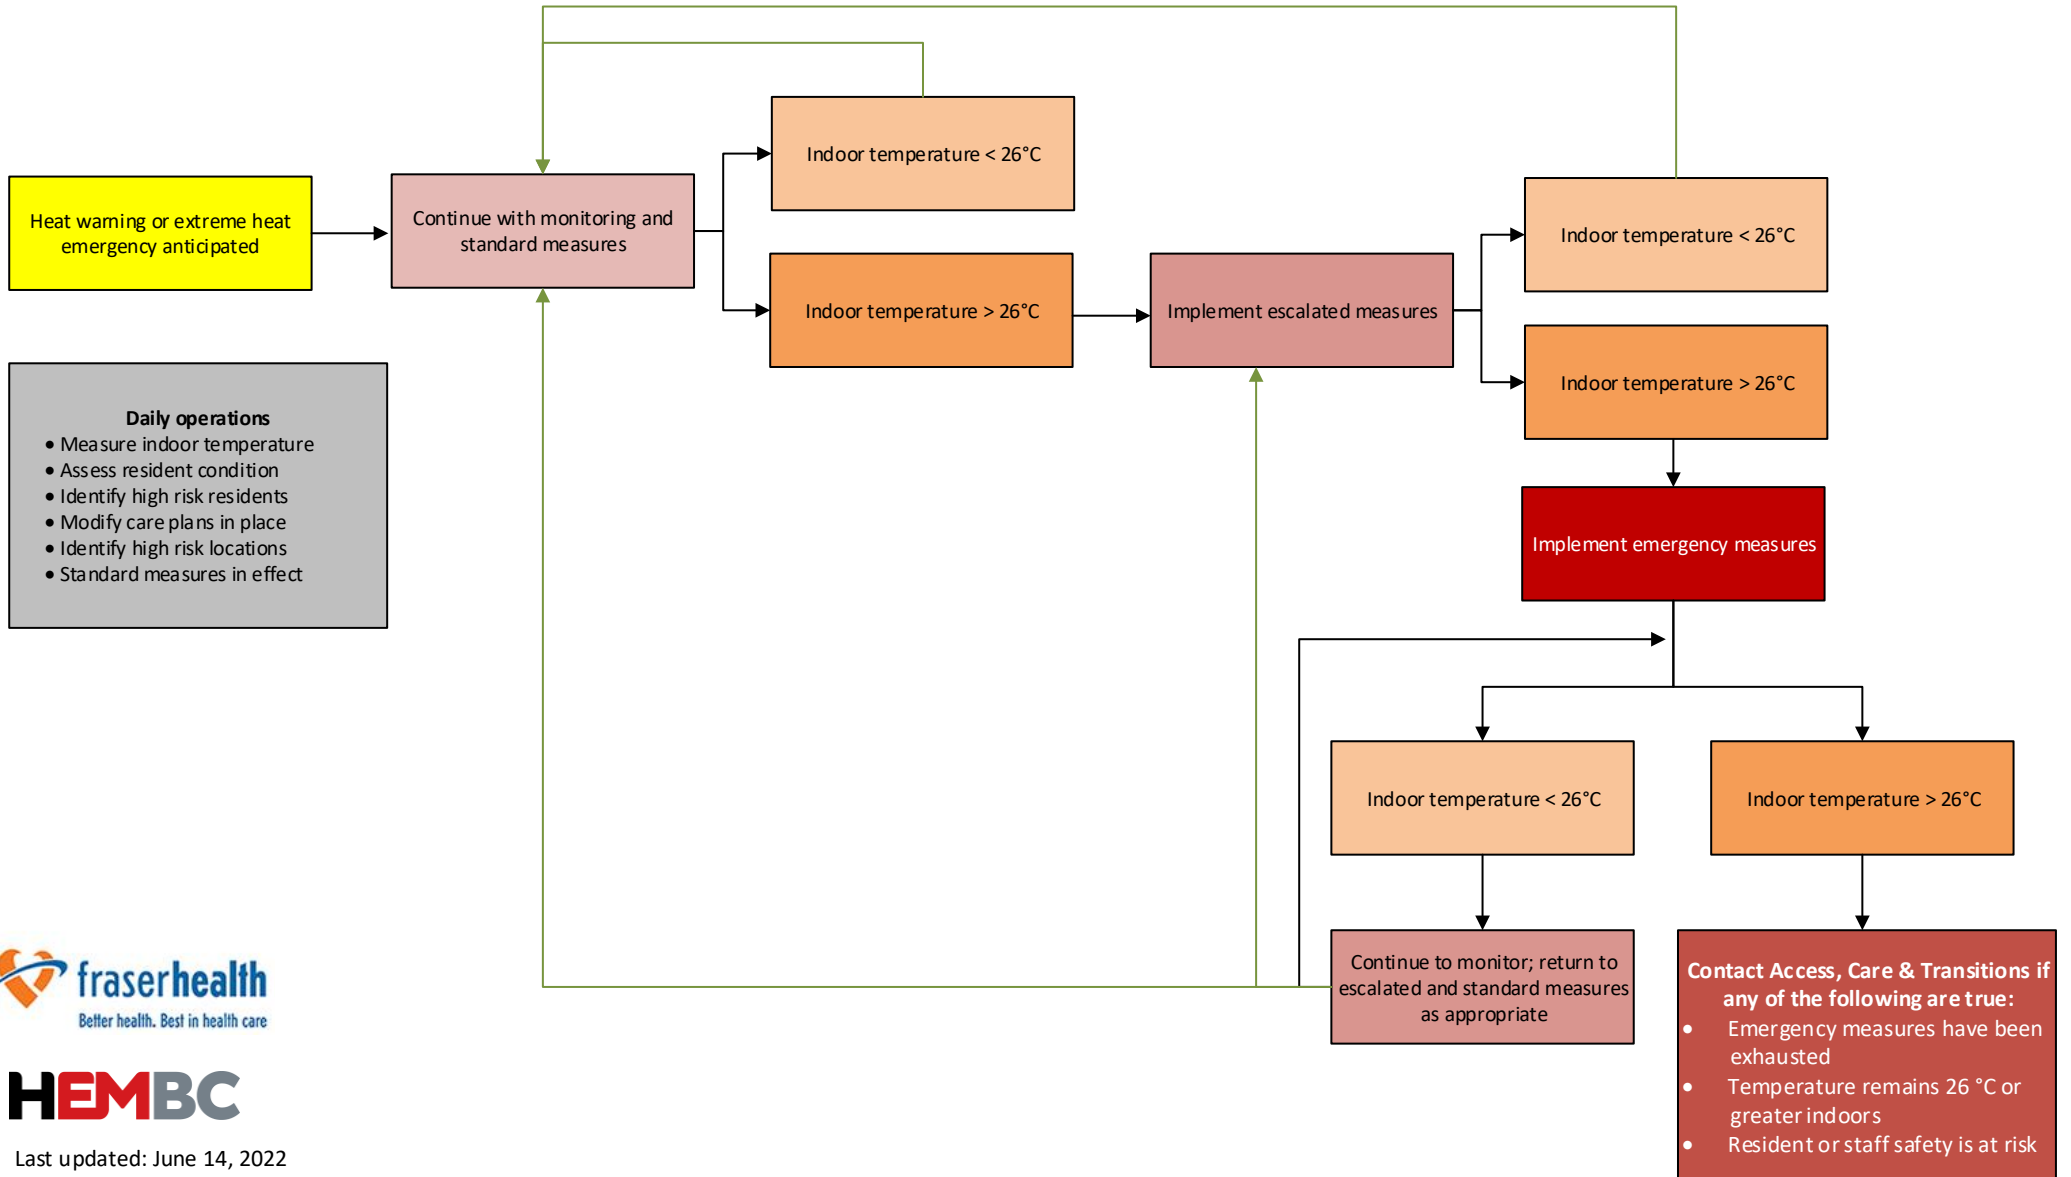 Heat warning or extreme heat
emergency anticipated
Continue with monitoring and
standard measures
Indoor temperature < 26°C
Indoor temperature > 26°C
Implement escalated measures
Indoor temperature < 26°C
Indoor temperature > 26°C
Implement emergency measures
Indoor temperature < 26°C
Indoor temperature > 26°C
Continue to monitor; return to
escalated and standard measures
as appropriate
Contact Access, Care & Transitions if
any of the following are true:
• Emergency measures have been
exhausted
• Temperature remains 26 °C or
greater indoors
• Resident or staff safety is at risk
Daily operations
• Measure indoor temperature
• Assess resident condition
• Identify high risk residents
• Modify care plans in place
• Identify high risk locations
• Standard measures in effect
fraserhealth
Better health. Best in health care
HEMBC
Last updated: June 14, 2022